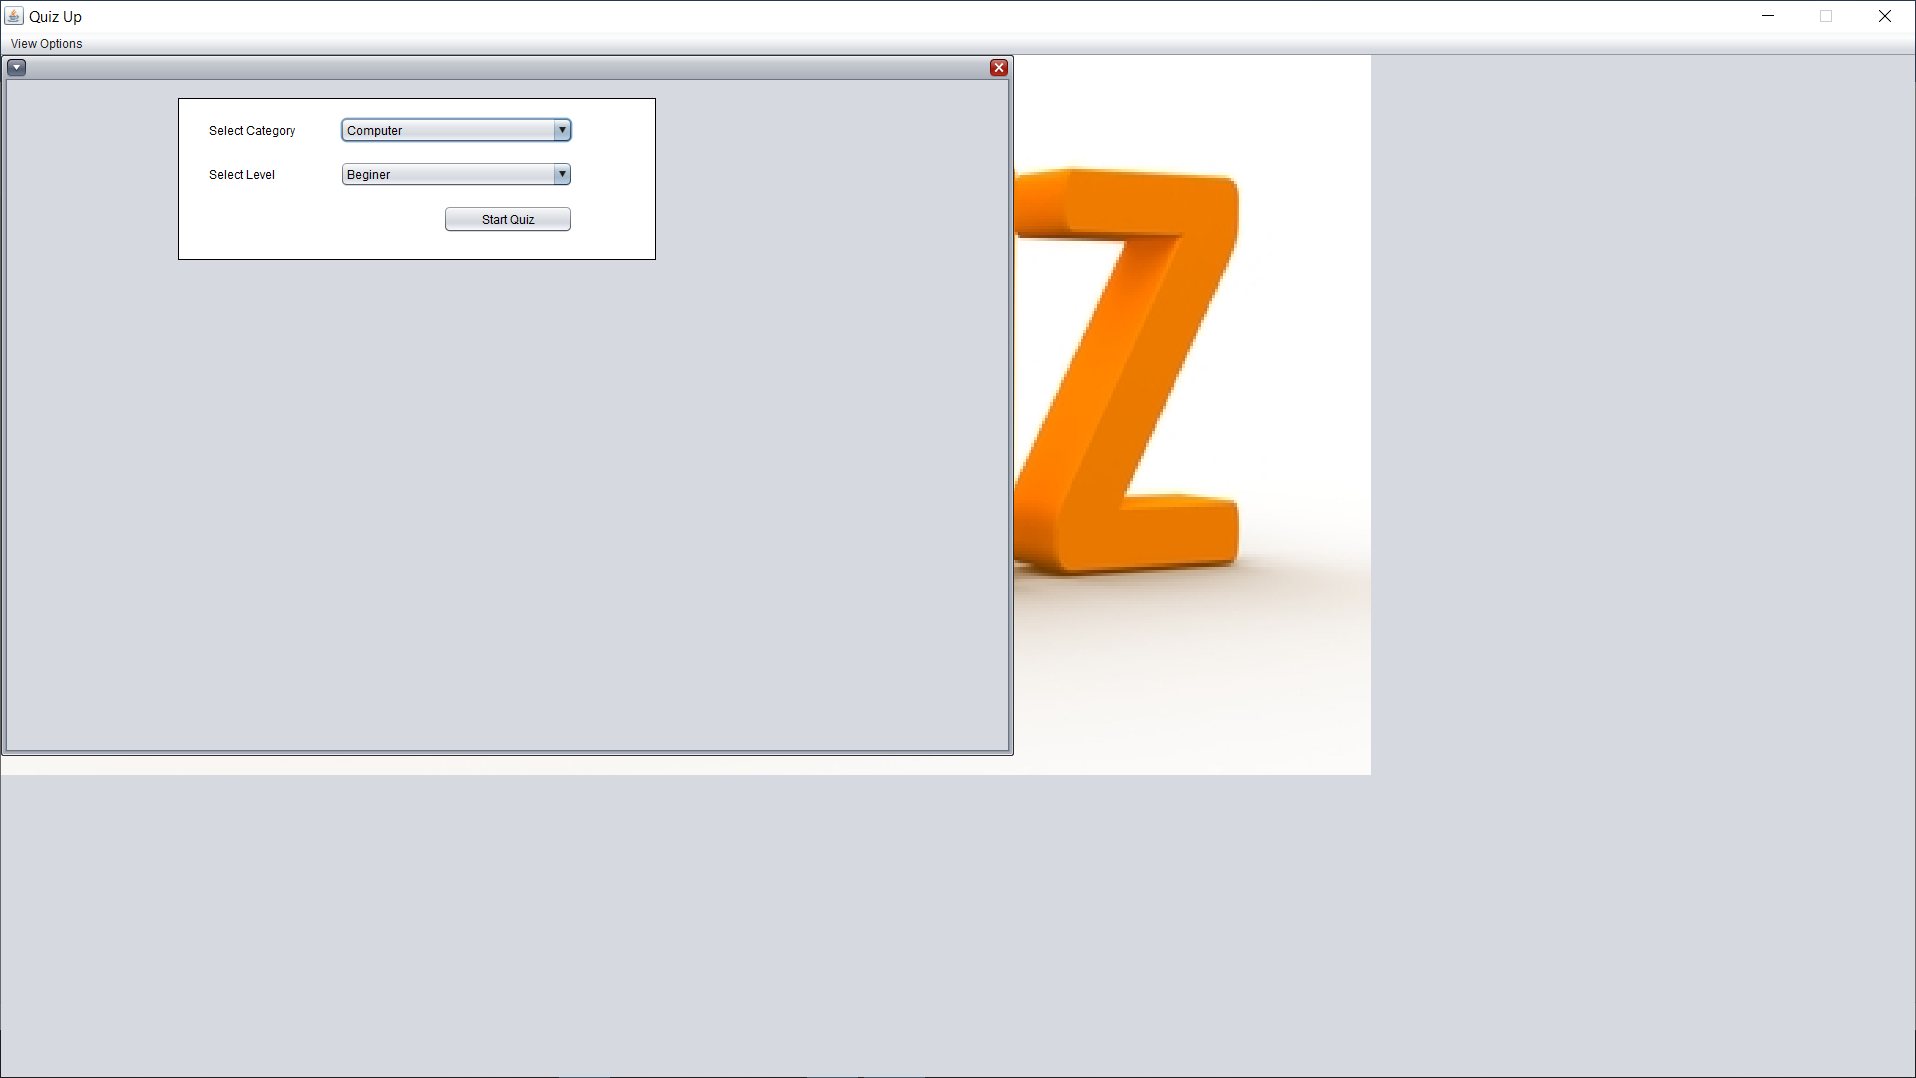 Quiz Up
View Options
Select Category Computer
Select Level Beginer
Start Quiz
Z